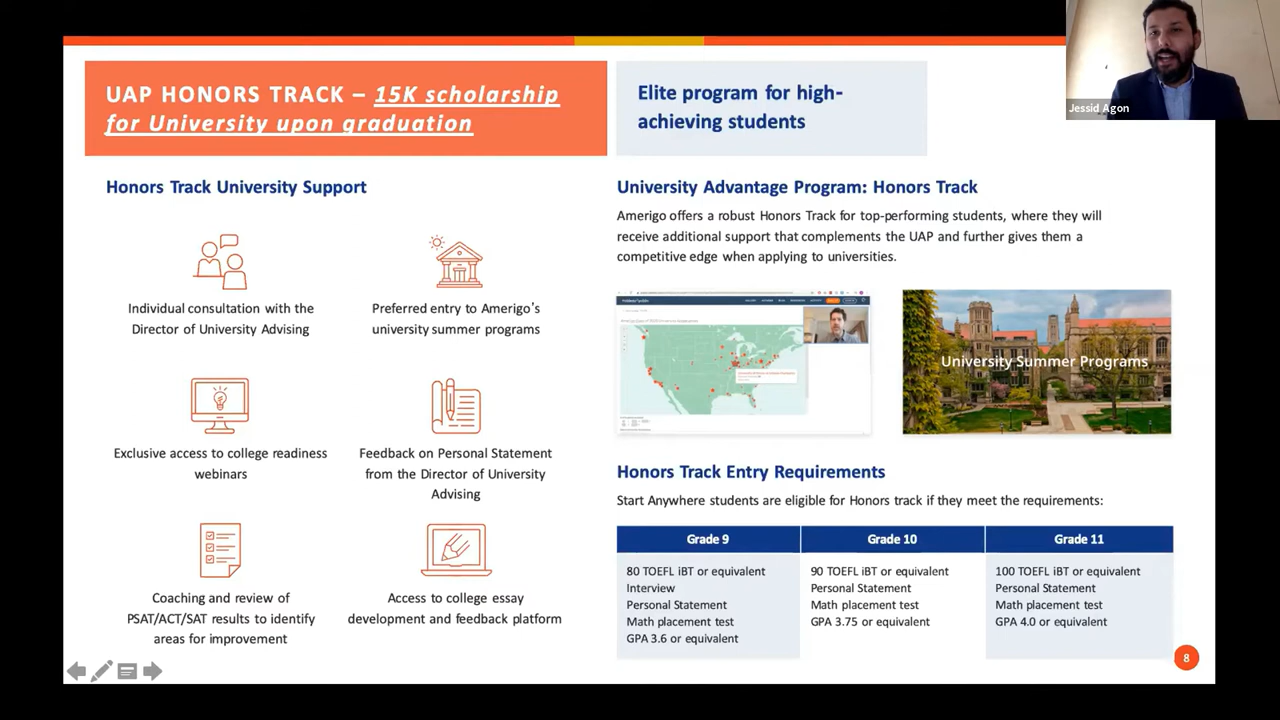 Jessid Agon
UAP HONORS TRACK – 15K scholarship
for University upon graduation
Elite program for high-
achieving students
Honors Track University Support
Individual consultation with the
Director of University Advising
Preferred entry to Amerigo's
university summer programs
Exclusive access to college readiness
webinars
Feedback on Personal Statement
from the Director of University
Advising
Coaching and review of
PSAT/ACT/SAT results to identify
areas for improvement
Access to college essay
development and feedback platform
University Advantage Program: Honors Track
Amerigo offers a robust Honors Track for top-performing students, where they will
receive additional support that complements the UAP and further gives them a
competitive edge when applying to universities.
University Summer Programs
Honors Track Entry Requirements
Start Anywhere students are eligible for Honors track if they meet the requirements:
Grade 9
80 TOEFL iBT or equivalent
Interview
Personal Statement
Math placement test
GPA 3.6 or equivalent
Grade 10
90 TOEFL iBT or equivalent
Personal Statement
Math placement test
GPA 3.75 or equivalent
Grade 11
100 TOEFL iBT or equivalent
Personal Statement
Math placement test
GPA 4.0 or equivalent
8